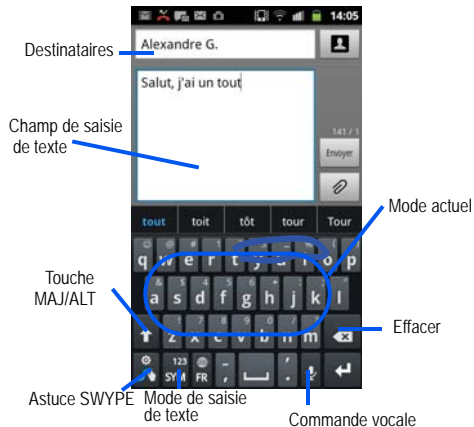 14:05
Destinataires
Alexandre G.
Salut, j'ai un tout
Champ de saisie
de texte
141 / 1
Envoyer
tout toit tôt tour Tour
Mode actuel
q w e r t y u i o p
a s d f g h j k l
Touche
MAJ/ALT
z x c v b n m
Effacer
123
SYM FR
Astuce SWYPE
Mode de saisie
de texte
Commande vocale